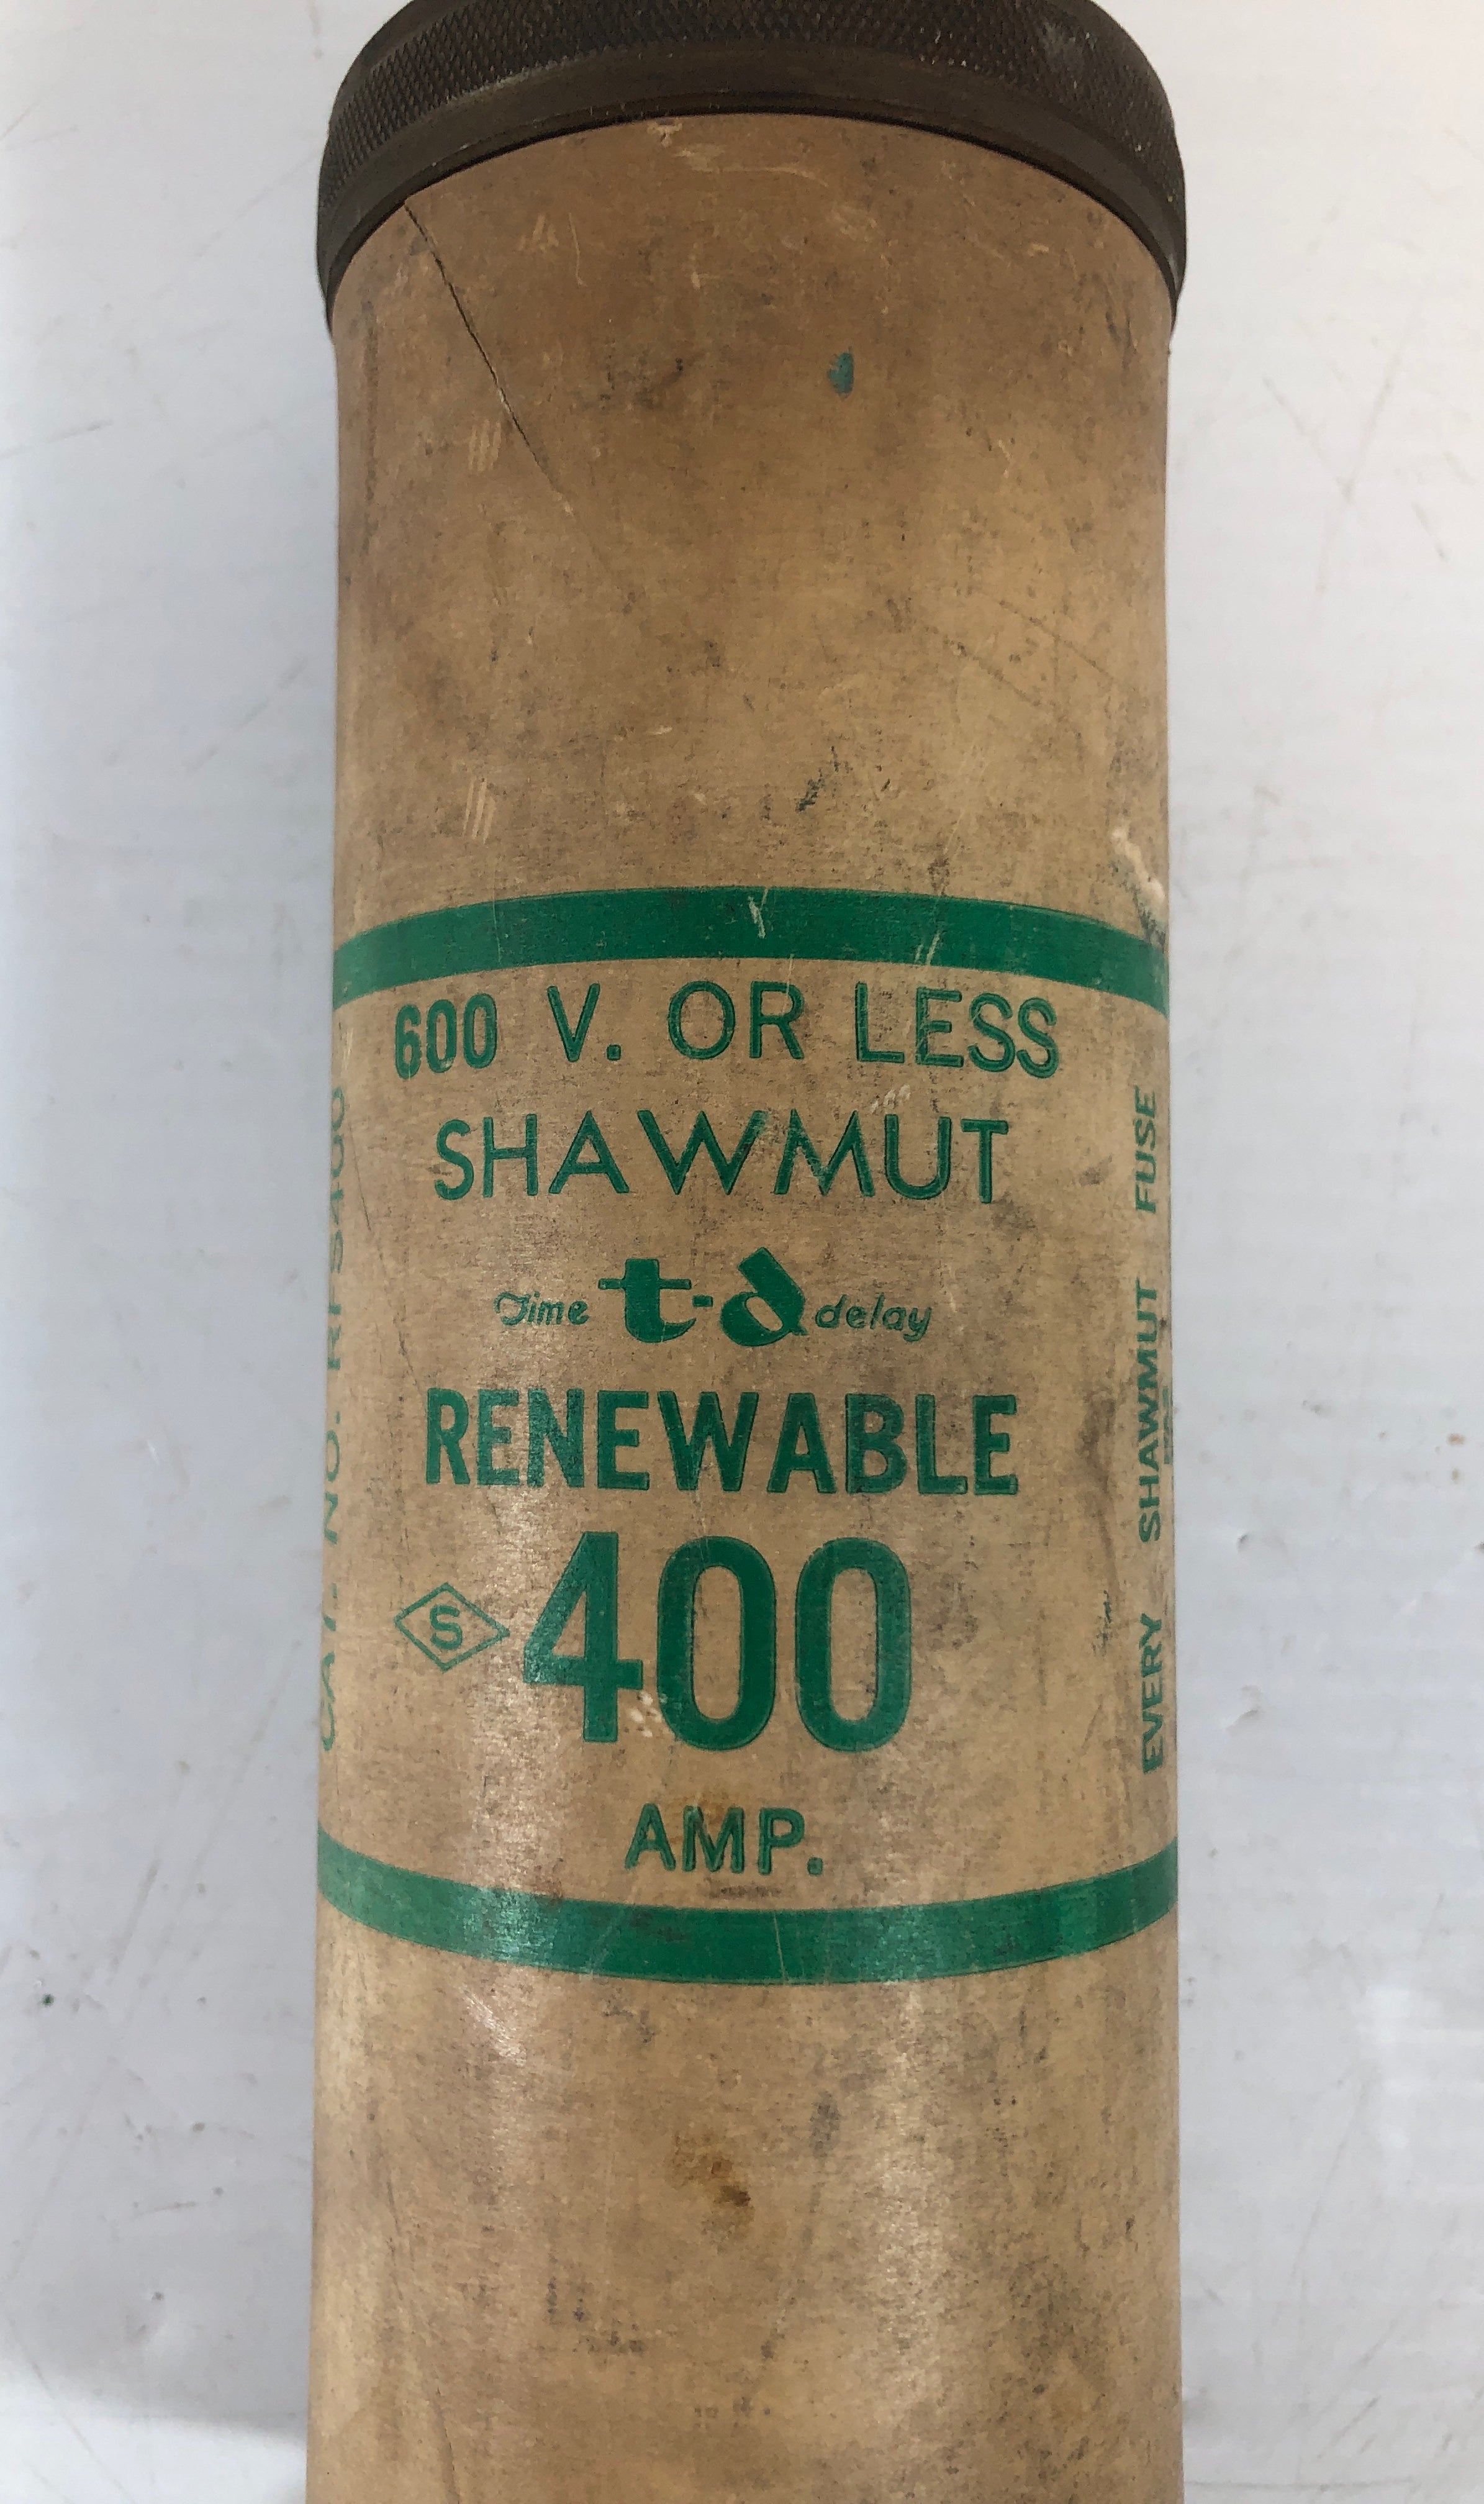 600 V. OR LESS
SHAWMUT
Time t-d delay
RENEWABLE
S 400
AMP.
CAT. NO. RFS400
EVERY SHAWMUT FUSE